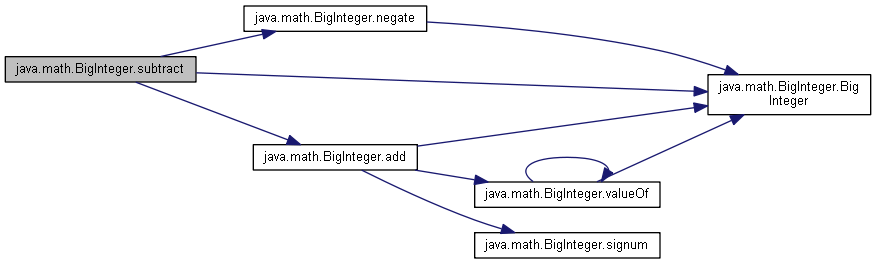 java.math.BigInteger.negate
java.math.BigInteger.subtract
java.math.BigInteger.Big
Integer
java.math.BigInteger.add
java.math.BigInteger.valueOf
java.math.BigInteger.signum